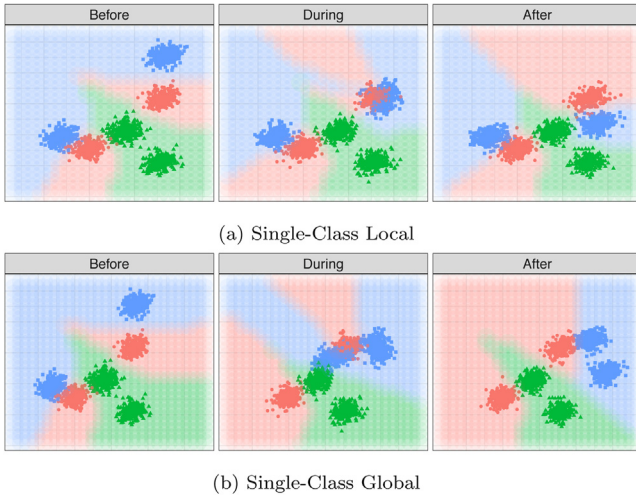 Before During After
(a) Single-Class Local
Before During After
(b) Single-Class Global